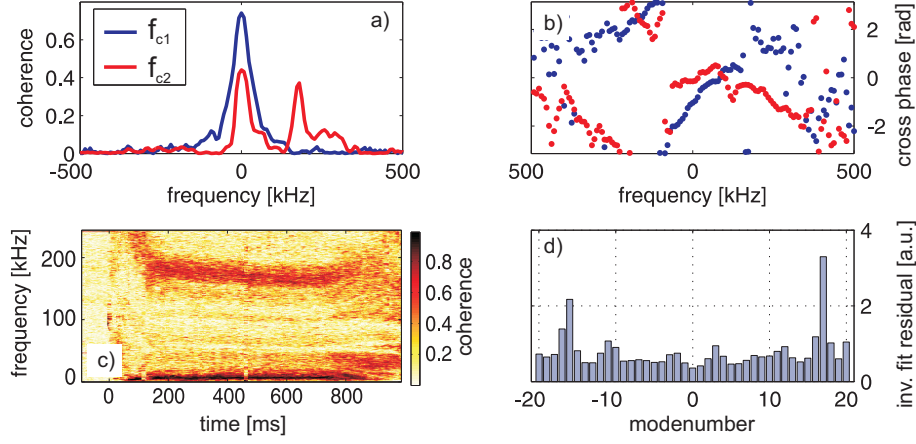 a)
f_c1
f_c2
coherence
0.6
0.4
0.2
0
-500
0
500
frequency [kHz]
b)
2
0
-2
cross phase [rad]
500
0
500
frequency [kHz]
c)
frequency [kHz]
200
100
0
0
200
400
600
800
time [ms]
0.8
0.6
0.4
0.2
coherence
d)
4
2
0
inv. fit residual [a.u.]
-20
-10
0
10
20
modenumber